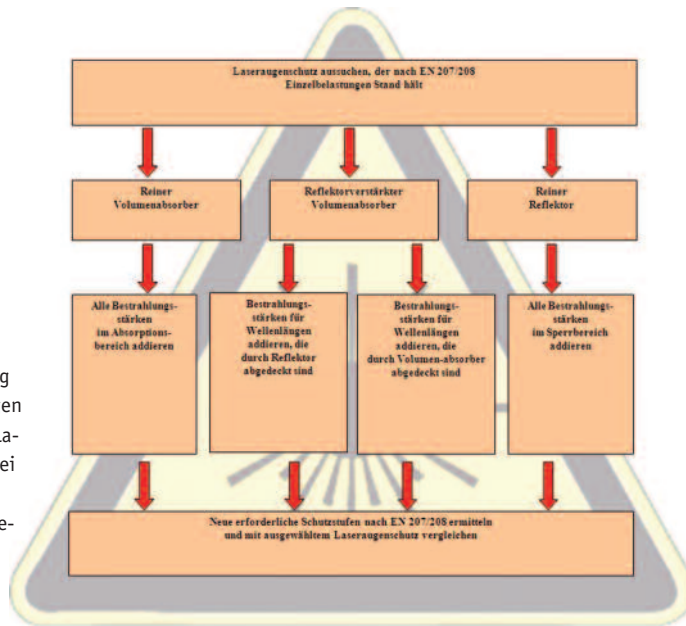 Laseraugenschutz aussuchen, der nach EN 207/208
Einzelbelastungen Stand hält
Reiner
Volumenabsorber
Reflektorverstärkter
Volumenabsorber
Reiner
Reflektor
Alle Bestrahlungs-
stärken
im Absorptions-
bereich addieren
Bestrahlungs-
stärken für
Wellenlängen
addieren, die
durch Reflektor
abgedeckt sind
Bestrahlungs-
stärken für
Wellenlängen
addieren, die
durch Volumen-absorber
abgedeckt sind
Alle Bestrahlungs-
stärken
im Sperrbereich
addieren
g
en
a-
ei
e-
Neue erforderliche Schutzstufen nach EN 207/208 ermitteln
und mit ausgewähltem Laseraugenschutz vergleichen